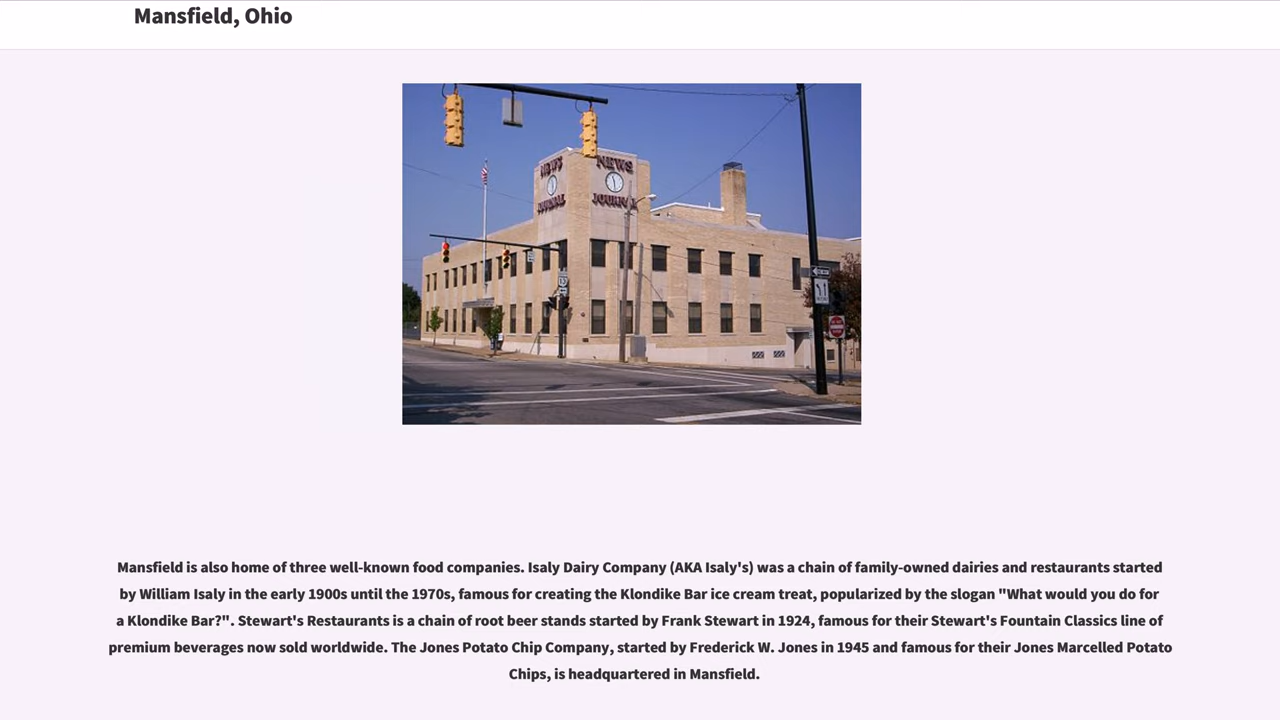 Mansfield, Ohio
NEWS
NEWS
JOURNAL
JOURNAL
Mansfield is also home of three well-known food companies. Isaly Dairy Company (AKA Isaly's) was a chain of family-owned dairies and restaurants started
by William Isaly in the early 1900s until the 1970s, famous for creating the Klondike Bar ice cream treat, popularized by the slogan "What would you do for
a Klondike Bar?". Stewart's Restaurants is a chain of root beer stands started by Frank Stewart in 1924, famous for their Stewart's Fountain Classics line of
premium beverages now sold worldwide. The Jones Potato Chip Company, started by Frederick W. Jones in 1945 and famous for their Jones Marcelled Potato
Chips, is headquartered in Mansfield.